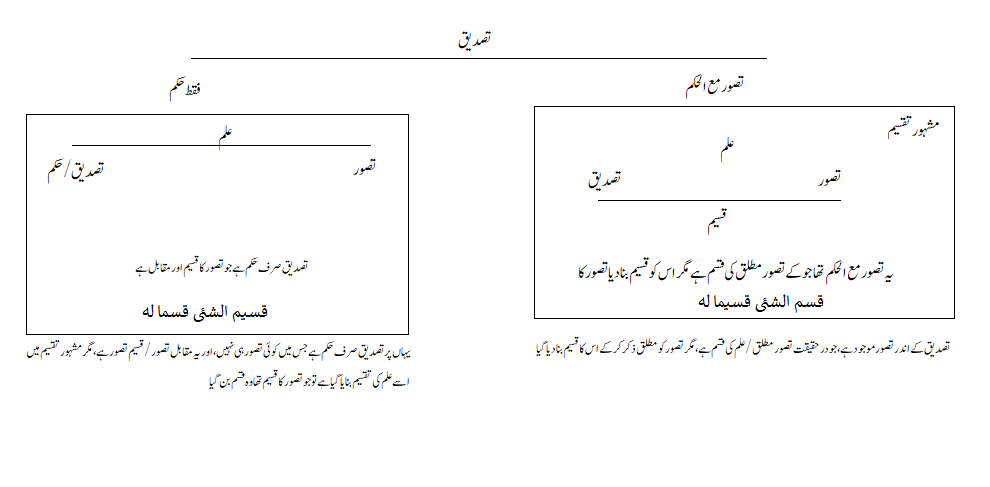 تصدیق
تصور مع الحکم
مشہور تقسیم
علم
تصور
تصدیق
قسیم
یہ تصور مع الحکم تھا جو کے تصور مطلق کی قسم ہے مگر اس کو قسیم بنا دیا تصور کا
قسم الشئی قسیما لہ
تصدیق کے اندر تصور موجود ہے، جو در حقیقت تصور مطلق / علم کی قسم ہے، مگر تصور کو مطلق ذکر کر کے اس کا قسیم بنا دیا گیا
فقط حکم
علم
تصور
تصدیق / حکم
تصدیق صرف حکم ہے جو تصور کا قسیم اور مقابل ہے
قسیم الشئی قسما لہ
یہاں پر تصدیق صرف حکم ہے جس میں کوئی تصور ہی نہیں، اور یہ مقابل تصور / قسیم تصور ہے، مگر مشہور تقسیم میں
اسے علم کی تقسیم بنایا گیا ہے تو جو تصور کا قسیم تھا وہ قسم بن گیا